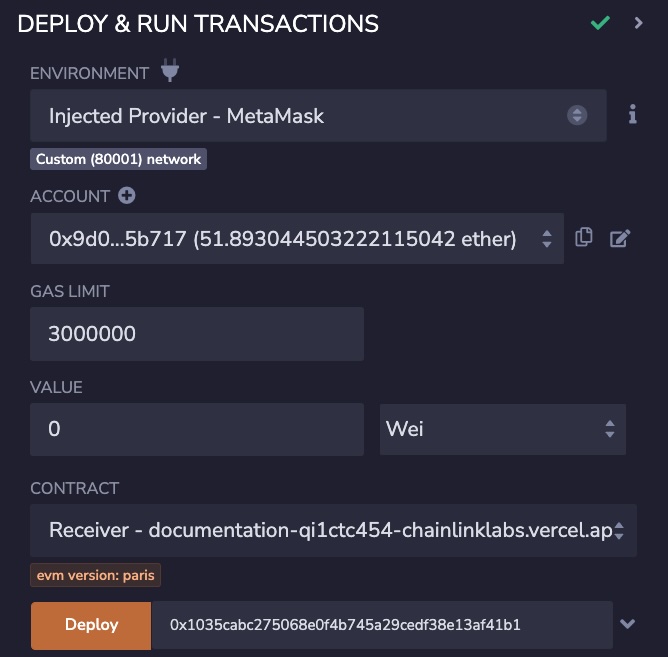 DEPLOY & RUN TRANSACTIONS
ENVIRONMENT
Injected Provider - MetaMask
Custom (80001) network
ACCOUNT
0x9d0...5b717 (51.893044503222115042 ether)
GAS LIMIT
3000000
VALUE
0 Wei
CONTRACT
Receiver - documentation-qi1ctc454-chainlinklabs.vercel.ap
evm version: paris
Deploy 0x1035cabc275068e0f4b745a29cedf38e13af41b1